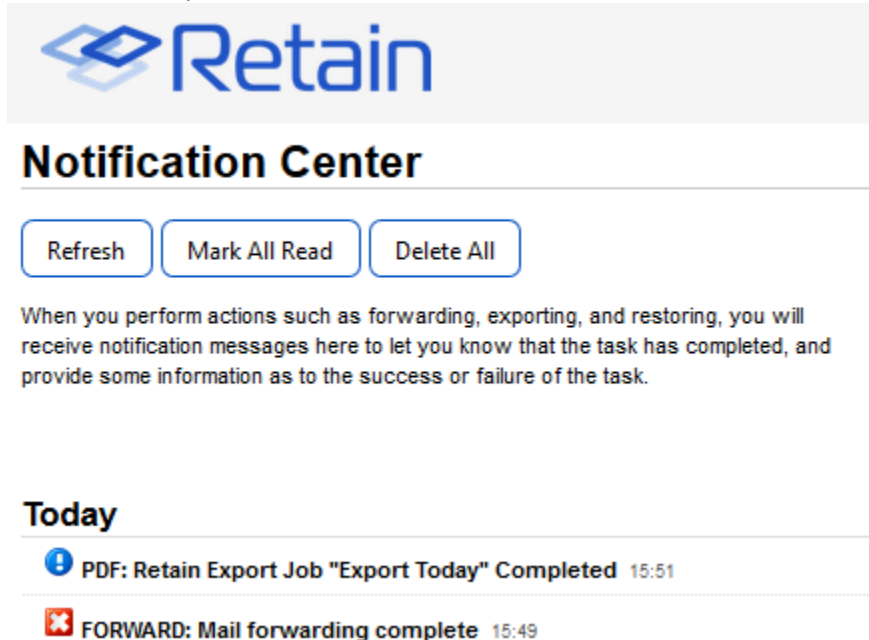 Retain
Notification Center
Refresh
Mark All Read
Delete All
When you perform actions such as forwarding, exporting, and restoring, you will
receive notification messages here to let you know that the task has completed, and
provide some information as to the success or failure of the task.
Today
PDF: Retain Export Job "Export Today" Completed 15:51
FORWARD: Mail forwarding complete 15:49